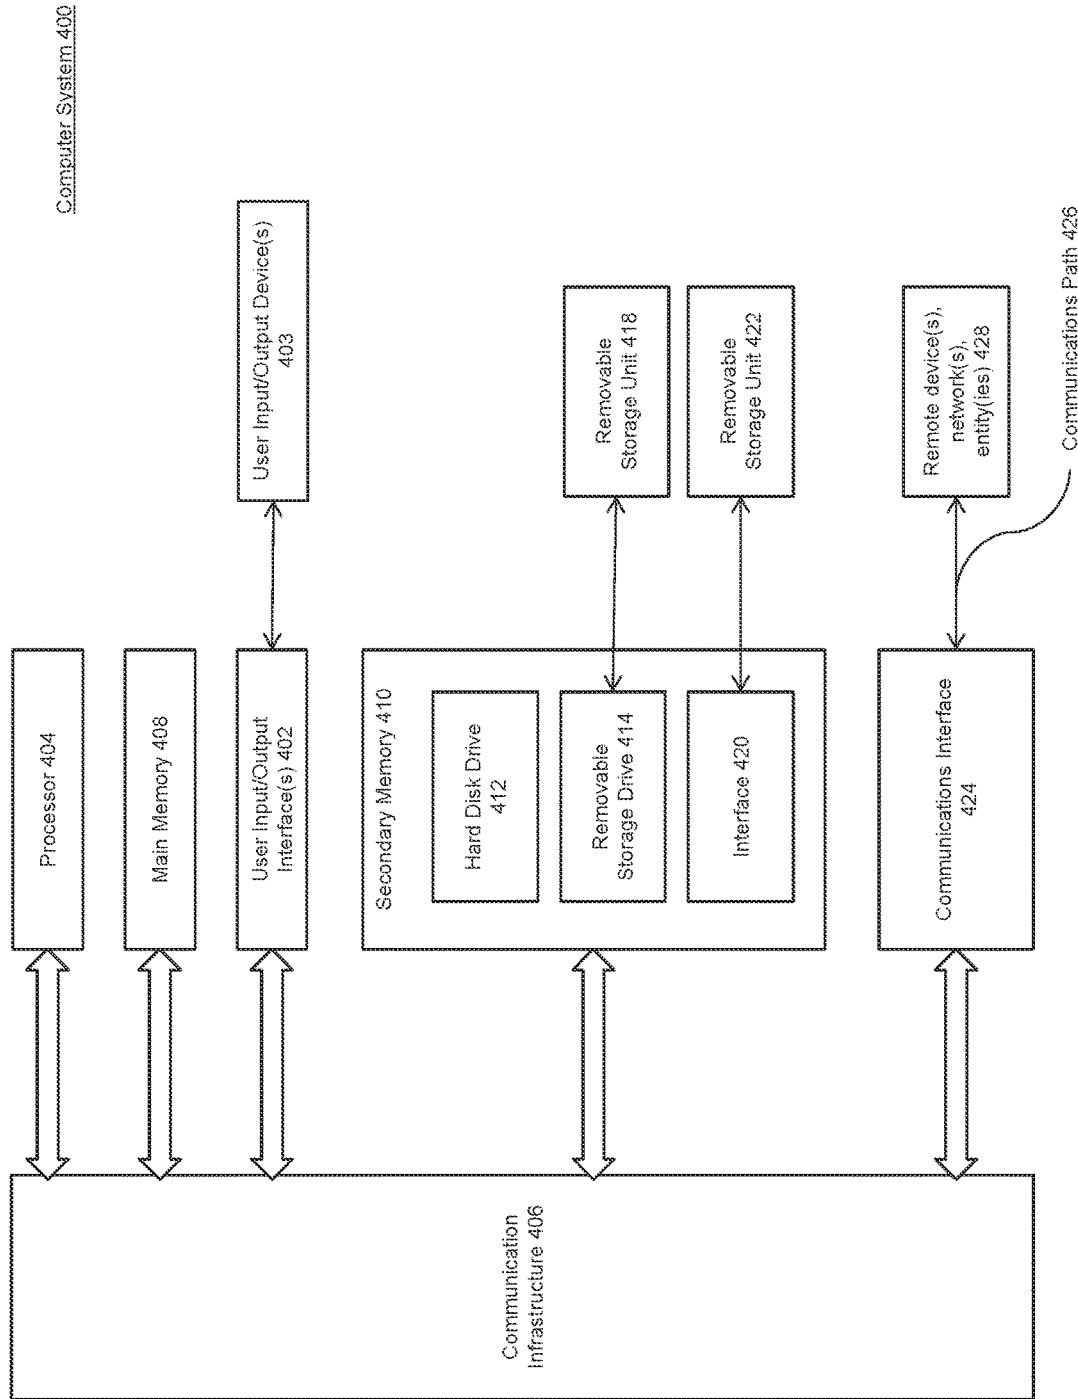 Computer System 400
Processor 404
Main Memory 408
User Input/Output
Interface(s) 402
User Input/Output Device(s)
403
Secondary Memory 410
Hard Disk Drive
412
Removable
Storage Drive 414
Interface 420
Removable
Storage Unit 418
Removable
Storage Unit 422
Communications Interface
424
Remote device(s),
network(s),
entity(ies) 428
Communications Path 426
Communication
Infrastructure 406